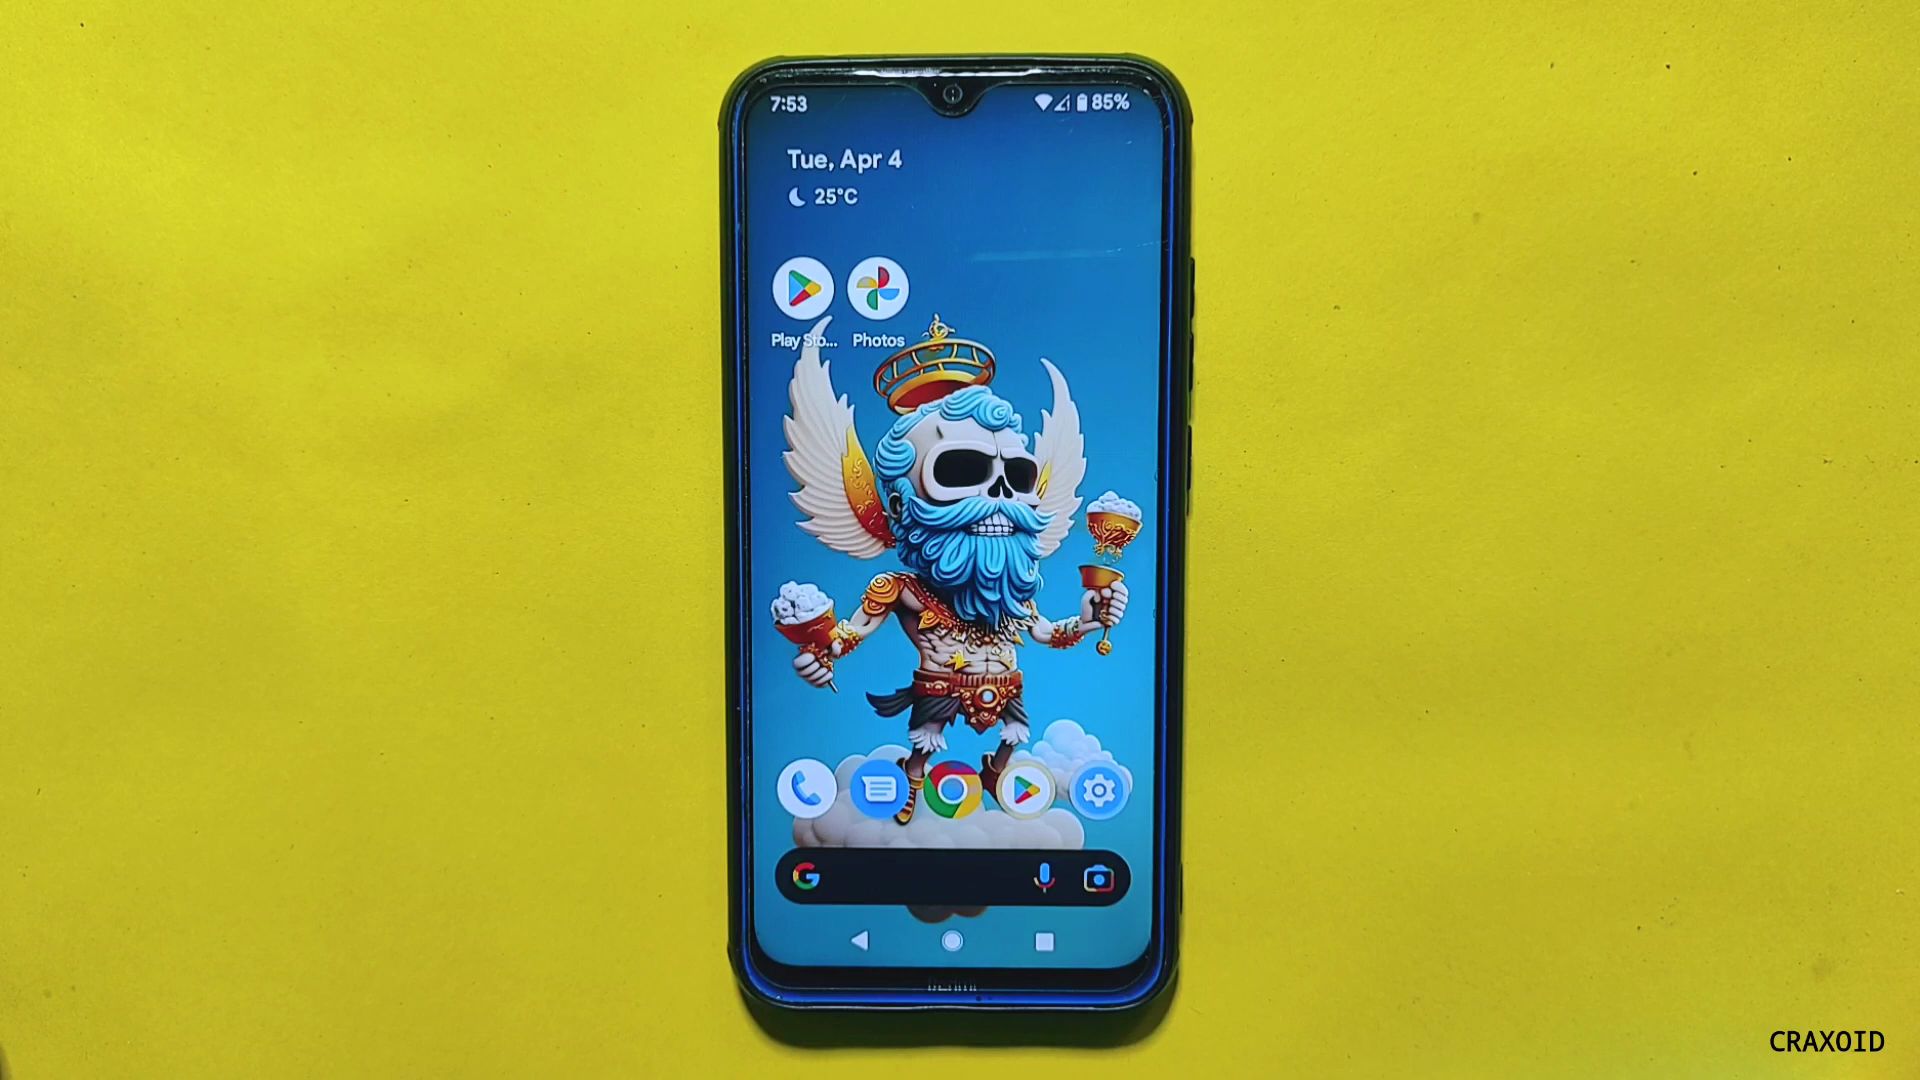 7:53
85%
Tue, Apr 4
25°C
Play Sto...
Photos
CRAXOID